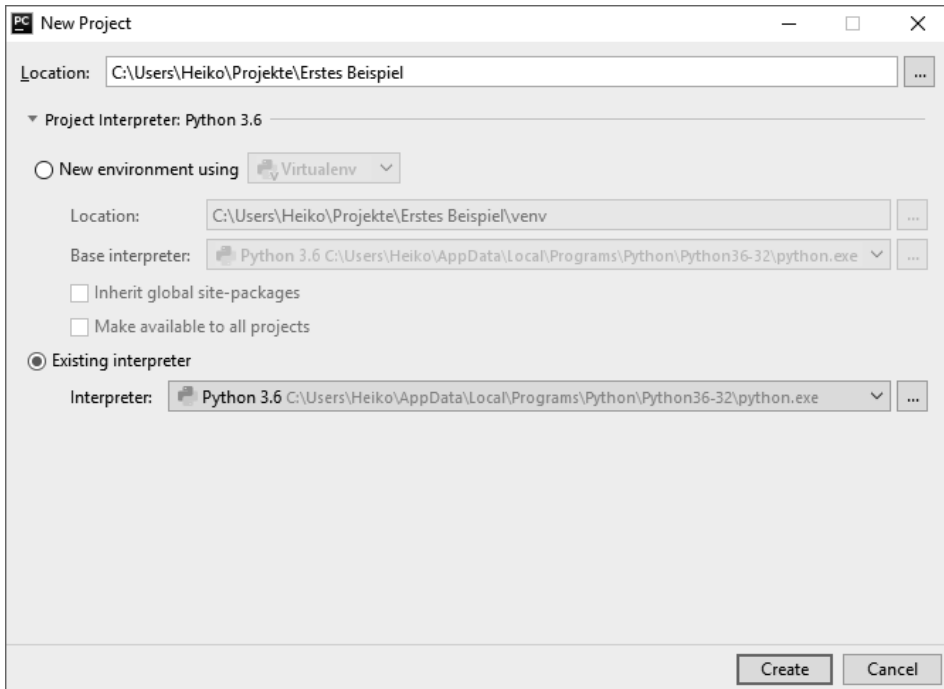 PC New Project
Location: C:\Users\Heiko\Projekte\Erstes Beispiel ...
Project Interpreter: Python 3.6
New environment using Virtualenv
Location: C:\Users\Heiko\Projekte\Erstes Beispiel\venv ...
Base interpreter: Python 3.6 C:\Users\Heiko\AppData\Local\Programs\Python\Python36-32\python.exe ...
Inherit global site-packages
Make available to all projects
Existing interpreter
Interpreter: Python 3.6 C:\Users\Heiko\AppData\Local\Programs\Python\Python36-32\python.exe ...
Create Cancel